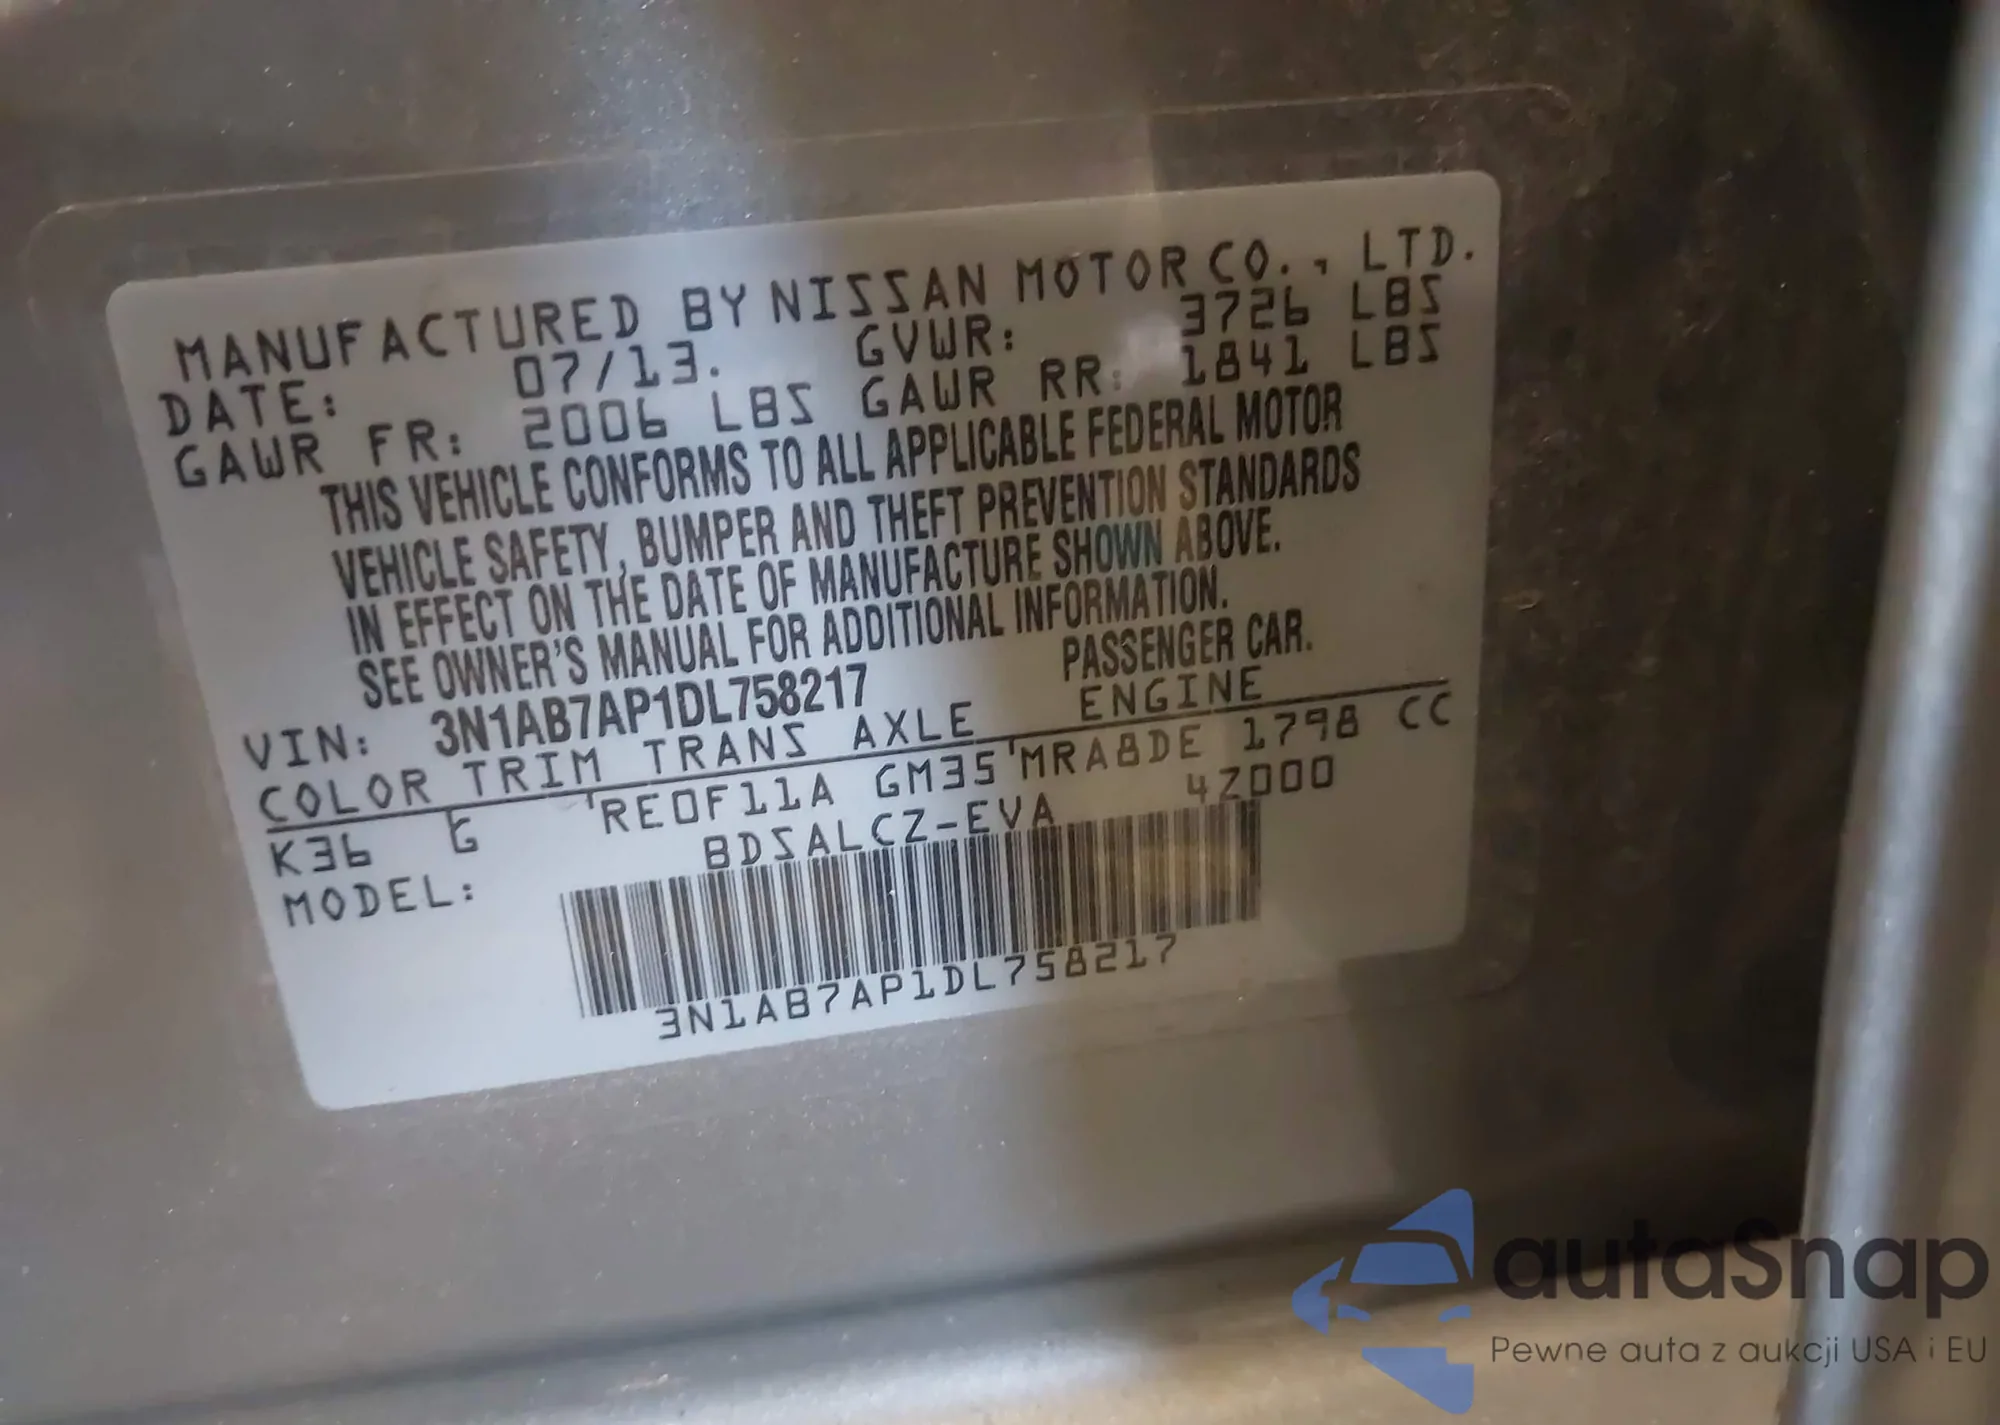 MANUFACTURED BY NISSAN MOTOR CO., LTD.
DATE: 07/13. GVWR: 3726 LBS
GAWR FR: 2006 LBS GAWR RR: 1841 LBS
THIS VEHICLE CONFORMS TO ALL APPLICABLE FEDERAL MOTOR
VEHICLE SAFETY, BUMPER AND THEFT PREVENTION STANDARDS
IN EFFECT ON THE DATE OF MANUFACTURE SHOWN ABOVE.
SEE OWNER'S MANUAL FOR ADDITIONAL INFORMATION.
VIN: 3N1AB7AP1DL758217 PASSENGER CAR.
COLOR TRIM TRANS AXLE ENGINE
K36 G RE0F11A GM35 MRA8DE 1798 CC
MODEL: BDSALCZ-EVA 4Z000
3N1AB7AP1DL758217
autaSnap
Pewne auta z aukcji USA i EU